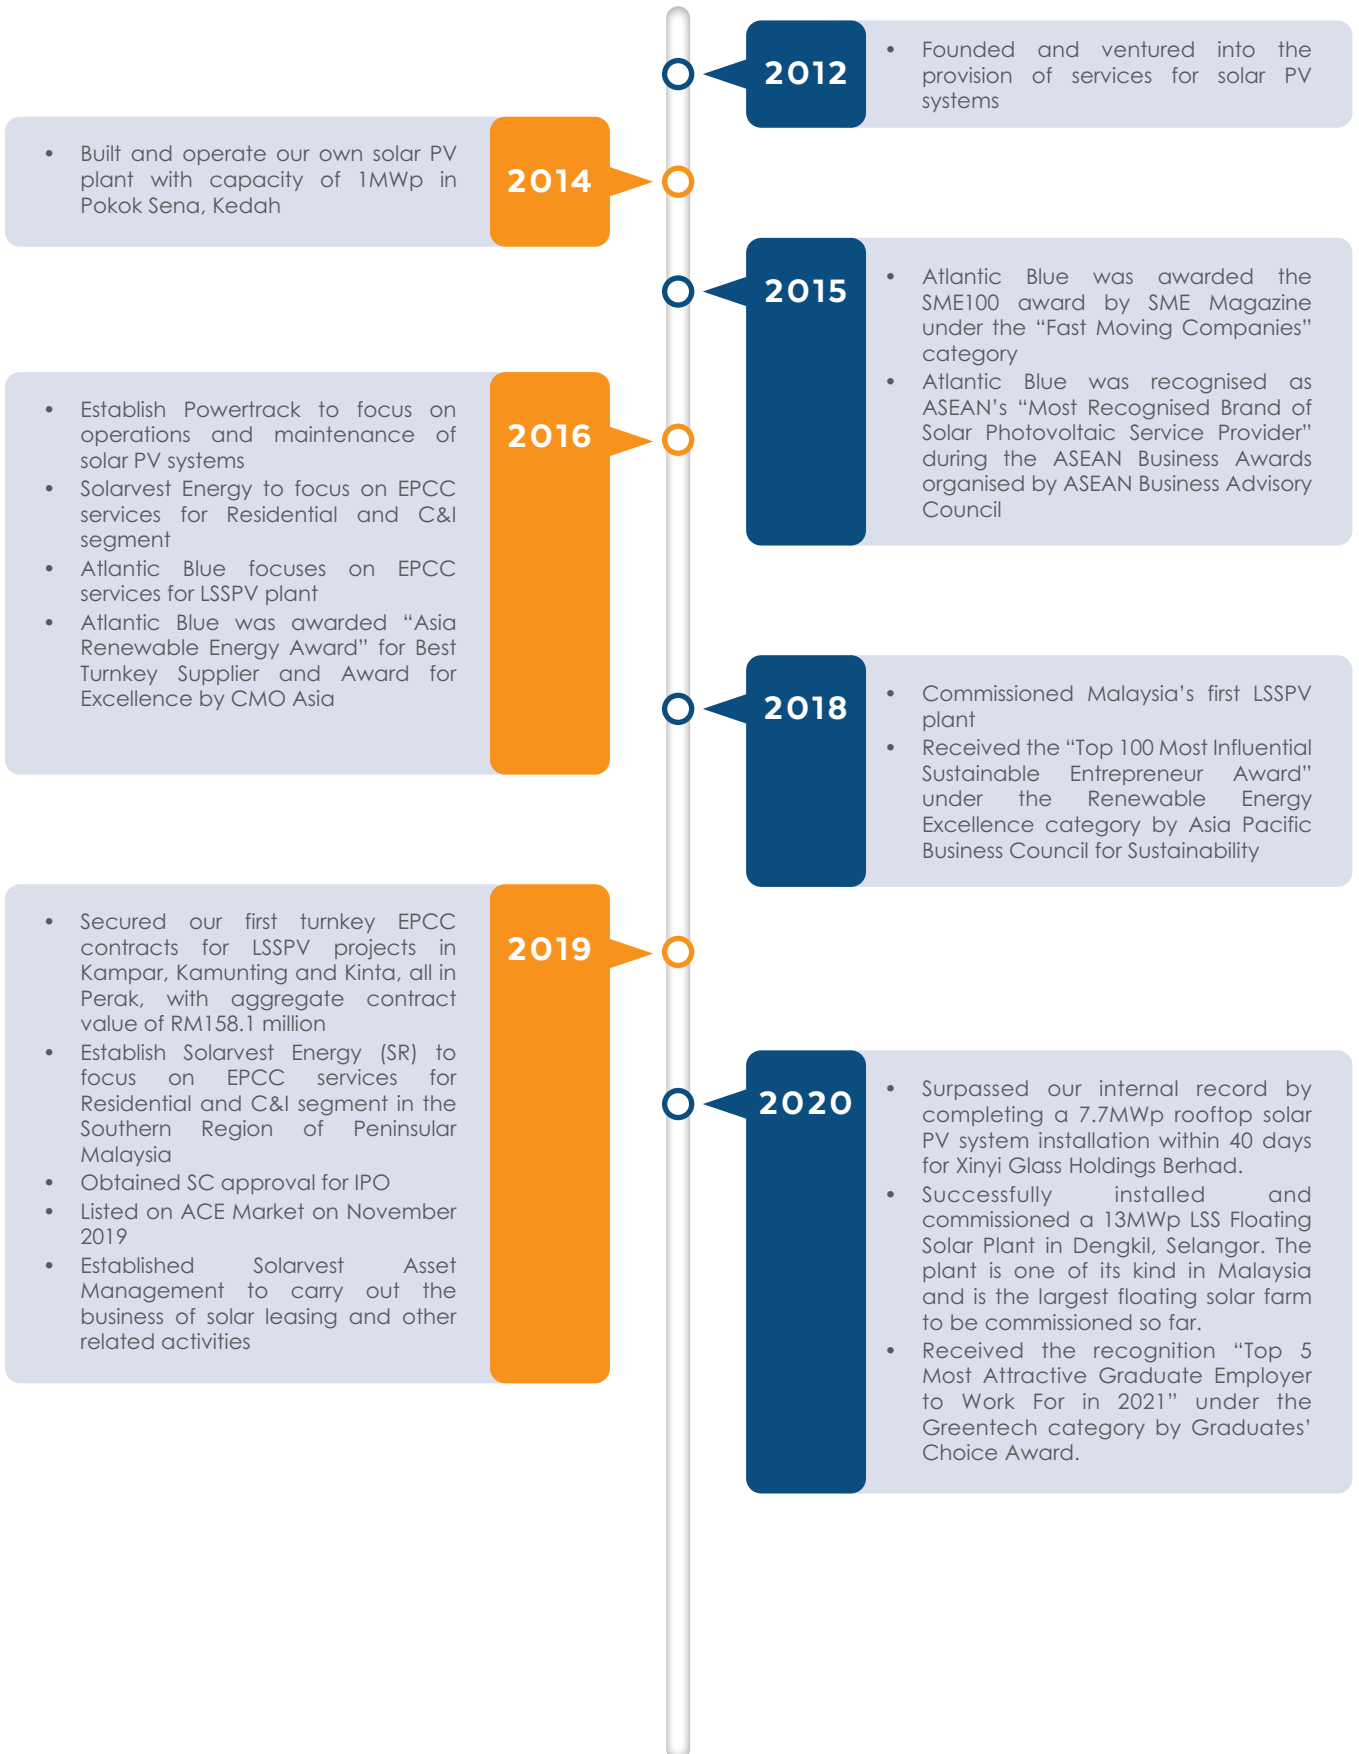 2012
• Founded and ventured into the
provision of services for solar PV
systems
2014
• Built and operate our own solar PV
plant with capacity of 1MWp in
Pokok Sena, Kedah
2015
• Atlantic Blue was awarded the
SME100 award by SME Magazine
under the “Fast Moving Companies”
category
• Atlantic Blue was recognised as
ASEAN’s “Most Recognised Brand of
Solar Photovoltaic Service Provider”
during the ASEAN Business Awards
organised by ASEAN Business Advisory
Council
2016
• Establish Powertrack to focus on
operations and maintenance of
solar PV systems
• Solarvest Energy to focus on EPCC
services for Residential and C&I
segment
• Atlantic Blue focuses on EPCC
services for LSSPV plant
• Atlantic Blue was awarded “Asia
Renewable Energy Award” for Best
Turnkey Supplier and Award for
Excellence by CMO Asia
2018
• Commissioned Malaysia’s first LSSPV
plant
• Received the “Top 100 Most Influential
Sustainable Entrepreneur Award”
under the Renewable Energy
Excellence category by Asia Pacific
Business Council for Sustainability
2019
• Secured our first turnkey EPCC
contracts for LSSPV projects in
Kampar, Kamunting and Kinta, all in
Perak, with aggregate contract
value of RM158.1 million
• Establish Solarvest Energy (SR) to
focus on EPCC services for
Residential and C&I segment in the
Southern Region of Peninsular
Malaysia
• Obtained SC approval for IPO
• Listed on ACE Market on November
2019
• Established Solarvest Asset
Management to carry out the
business of solar leasing and other
related activities
2020
• Surpassed our internal record by
completing a 7.7MWp rooftop solar
PV system installation within 40 days
for Xinyi Glass Holdings Berhad.
• Successfully installed and
commissioned a 13MWp LSS Floating
Solar Plant in Dengkil, Selangor. The
plant is one of its kind in Malaysia
and is the largest floating solar farm
to be commissioned so far.
• Received the recognition “Top 5
Most Attractive Graduate Employer
to Work For in 2021” under the
Greentech category by Graduates’
Choice Award.